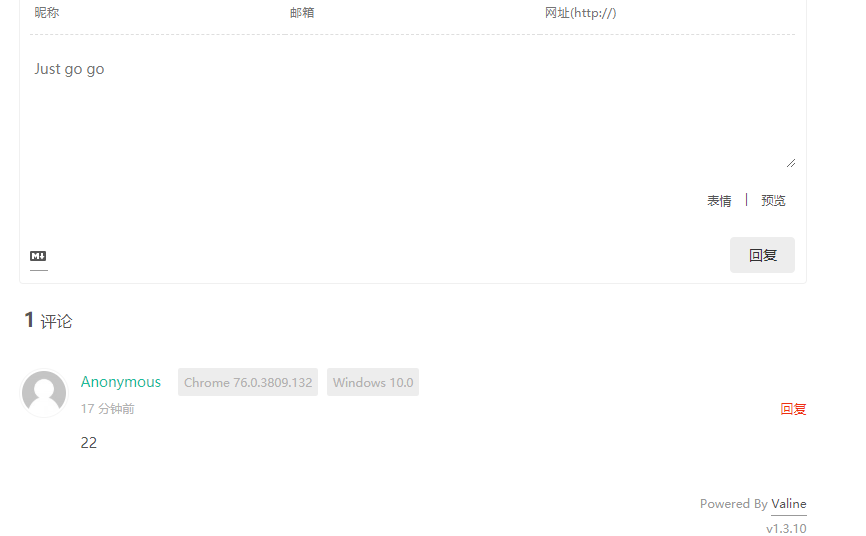 昵称 邮箱 网址(http://)
Just go go
表情 | 预览
M↓ 回复
1 评论
Anonymous Chrome 76.0.3809.132 Windows 10.0
17 分钟前 回复
22
Powered By Valine
v1.3.10